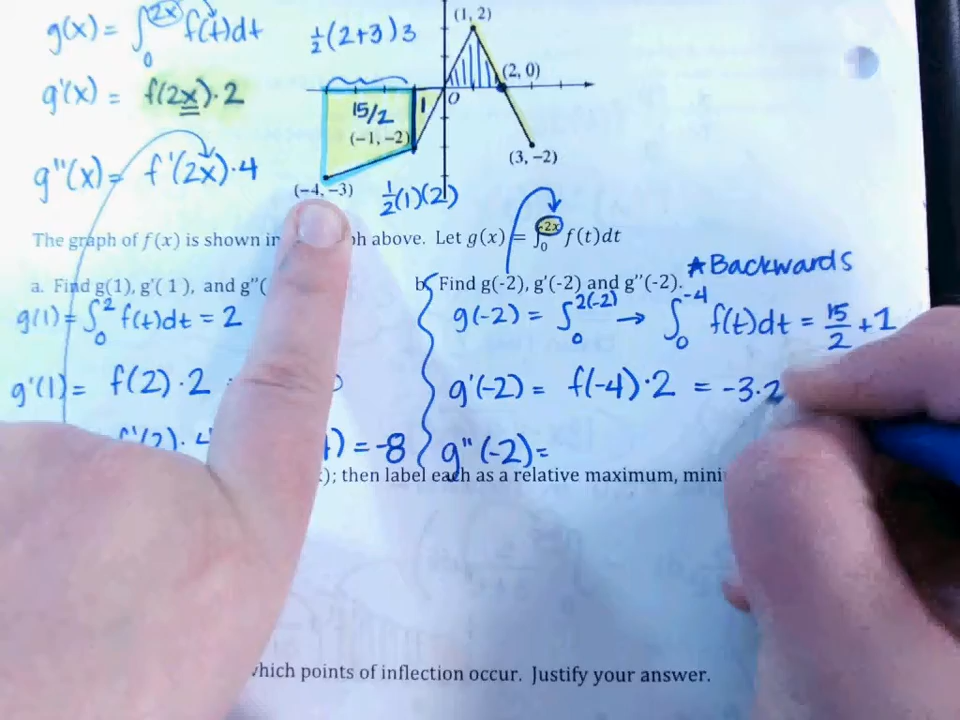 g(x) = ∫₀^2x f(t)dt
½(2+3)3
(1, 2)
g'(x) = f(2x)·2
(2, 0)
O
15/2
1
(−1, −2)
(3, −2)
g''(x) = f'(2x)·4
(−4, −3)
½(1)(2)
The graph of f(x) is shown in h above. Let g(x) = ∫₀^2x f(t)dt
★Backwards
a. Find g(1), g'(1), and g''(
b. Find g(-2), g'(-2) and g''(-2).
g(1) = ∫₀^2 f(t)dt = 2
g(-2) = ∫₀^2(-2) → ∫₀^-4 f(t)dt = 15/2 + 1
g'(1) = f(2)·2
g'(-2) = f(-4)·2 = -3·2
f'(2)·4 ) = -8
g''(-2) =
); then label each as a relative maximum, mini
which points of inflection occur. Justify your answer.